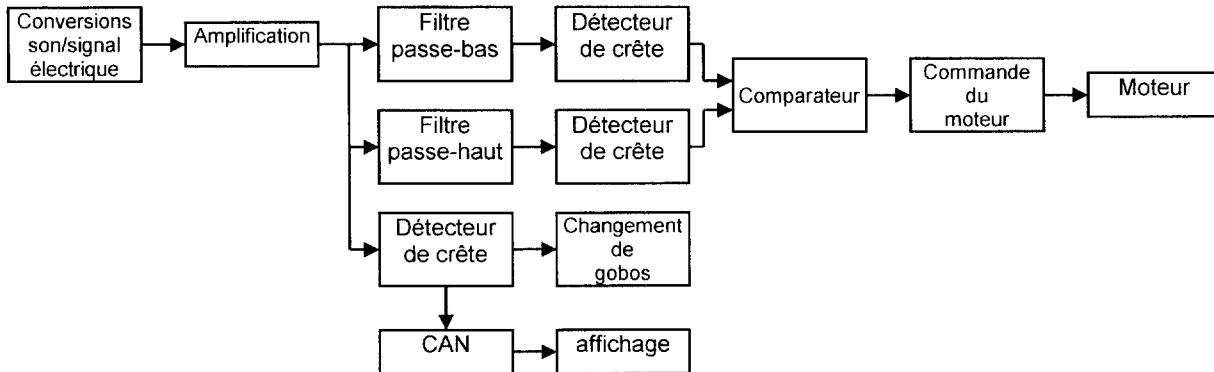 Conversions
son/signal
électrique
Amplification
Filtre
passe-bas
Détecteur
de crête
Filtre
passe-haut
Détecteur
de crête
Comparateur
Commande
du
moteur
Moteur
Détecteur
de crête
Changement
de
gobos
CAN
affichage